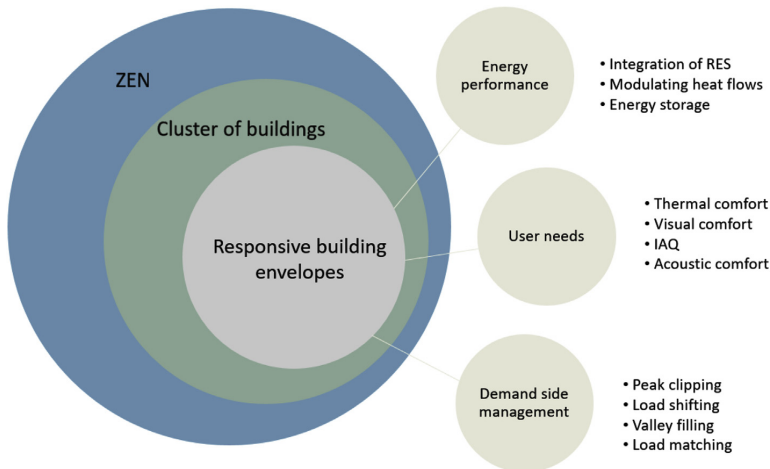 ZEN
Cluster of buildings
Responsive building
envelopes
Energy
performance
• Integration of RES
• Modulating heat flows
• Energy storage
User needs
• Thermal comfort
• Visual comfort
• IAQ
• Acoustic comfort
Demand side
management
• Peak clipping
• Load shifting
• Valley filling
• Load matching